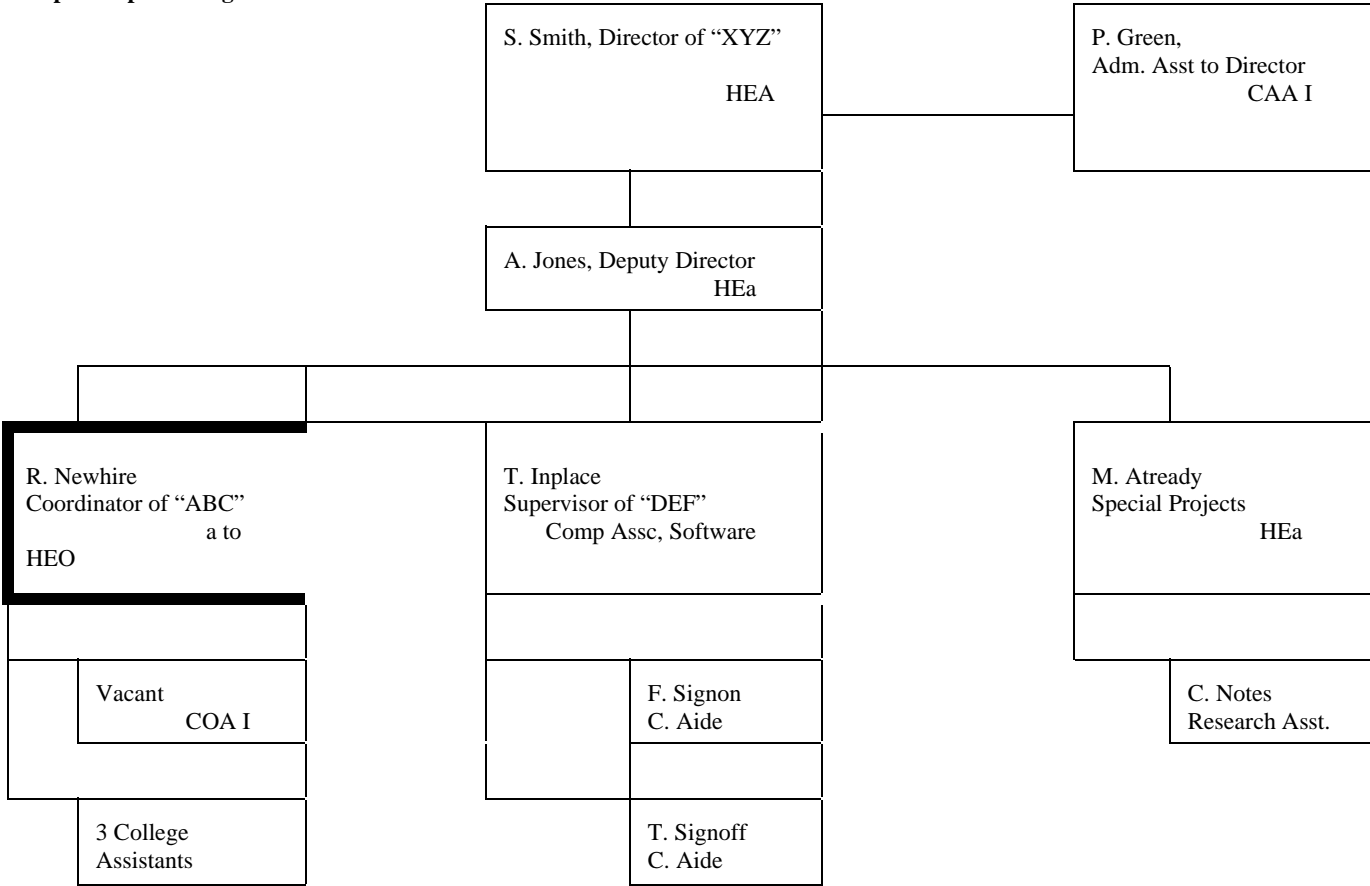 S. Smith, Director of “XYZ”
HEA
P. Green,
Adm. Asst to Director
CAA I
A. Jones, Deputy Director
HEa
R. Newhire
Coordinator of “ABC”
a to
HEO
T. Inplace
Supervisor of “DEF”
Comp Assc, Software
M. Atready
Special Projects
HEa
Vacant
COA I
F. Signon
C. Aide
C. Notes
Research Asst.
3 College
Assistants
T. Signoff
C. Aide